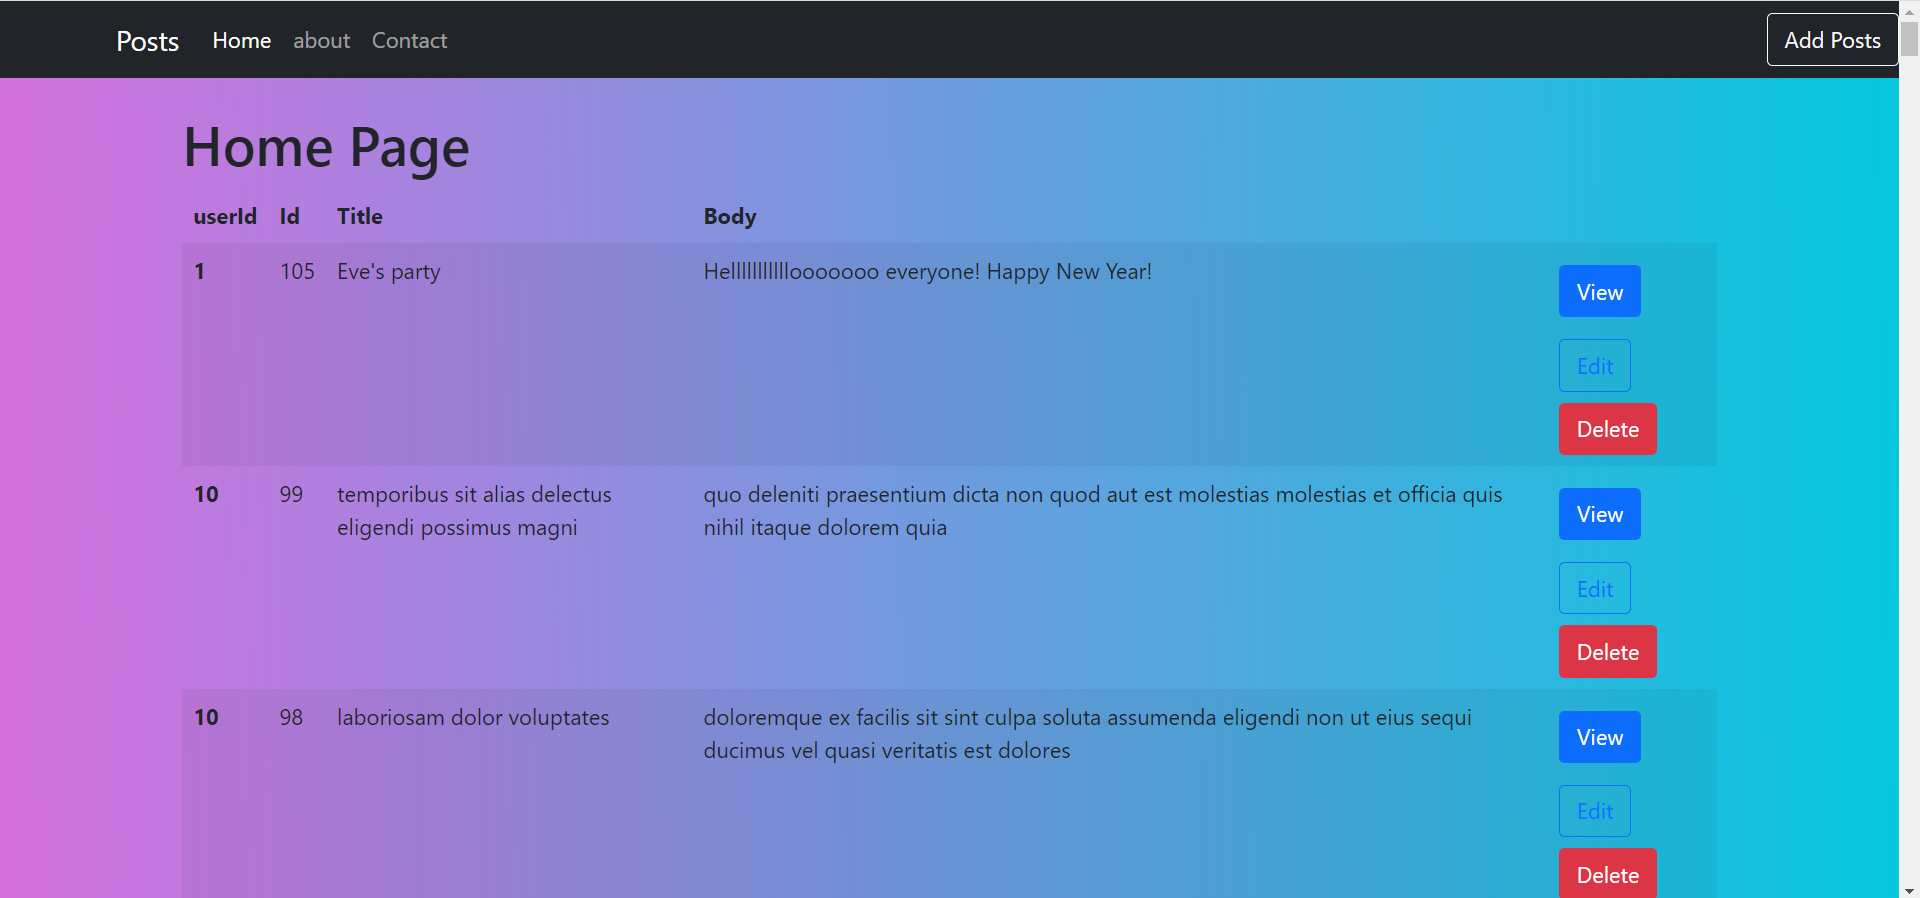 Posts Home about Contact Add Posts
Home Page
userId Id Title Body
1 105 Eve's party Helllllllllllooooooo everyone! Happy New Year!
View
Edit
Delete
10 99 temporibus sit alias delectus quo deleniti praesentium dicta non quod aut est molestias molestias et officia quis
eligendi possimus magni nihil itaque dolorem quia
View
Edit
Delete
10 98 laboriosam dolor voluptates doloremque ex facilis sit sint culpa soluta assumenda eligendi non ut eius sequi
ducimus vel quasi veritatis est dolores
View
Edit
Delete